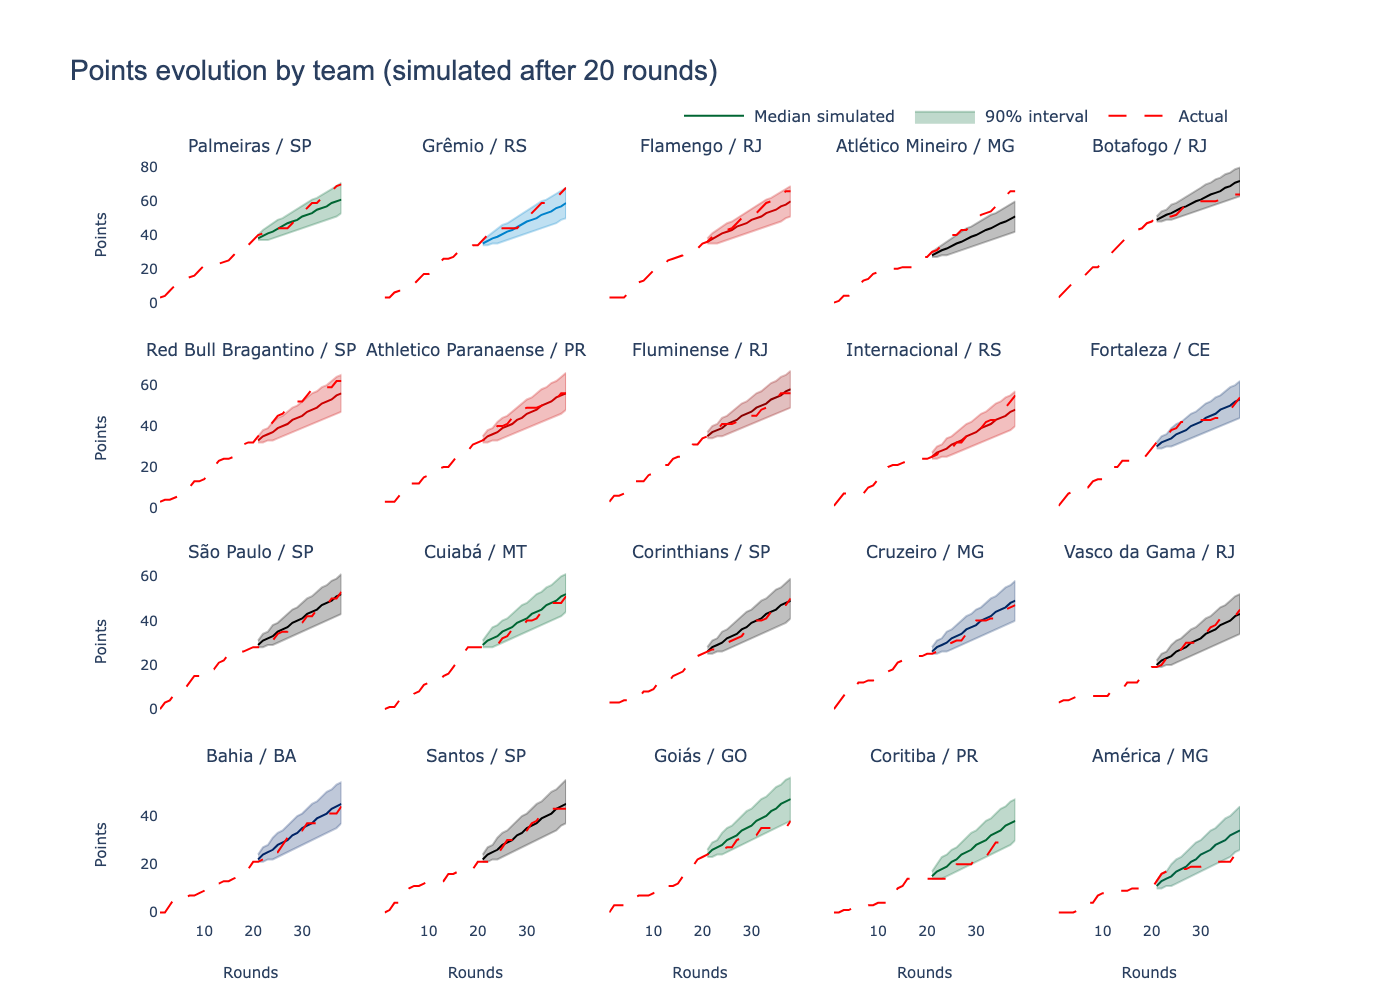 Points evolution by team (simulated after 20 rounds)
Median simulated 90% interval Actual
Palmeiras / SP Grêmio / RS Flamengo / RJ Atlético Mineiro / MG Botafogo / RJ
80
60
40
20
0
Points
Red Bull Bragantino / SP Athletico Paranaense / PR Fluminense / RJ Internacional / RS Fortaleza / CE
60
40
20
0
Points
São Paulo / SP Cuiabá / MT Corinthians / SP Cruzeiro / MG Vasco da Gama / RJ
60
40
20
0
Points
Bahia / BA Santos / SP Goiás / GO Coritiba / PR América / MG
40
20
0
Points
10 20 30 10 20 30 10 20 30 10 20 30 10 20 30
Rounds Rounds Rounds Rounds Rounds